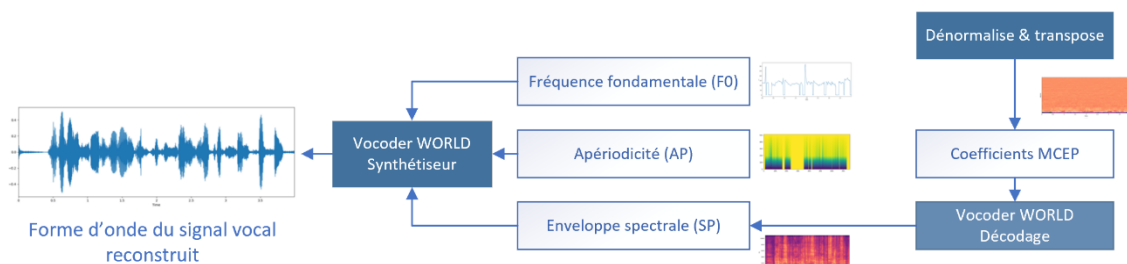 Dénormalise & transpose
Fréquence fondamentale (F0)
Vocoder WORLD
Synthétiseur
Apériodicité (AP)
Coefficients MCEP
Enveloppe spectrale (SP)
Vocoder WORLD
Décodage
Forme d'onde du signal vocal
reconstruit